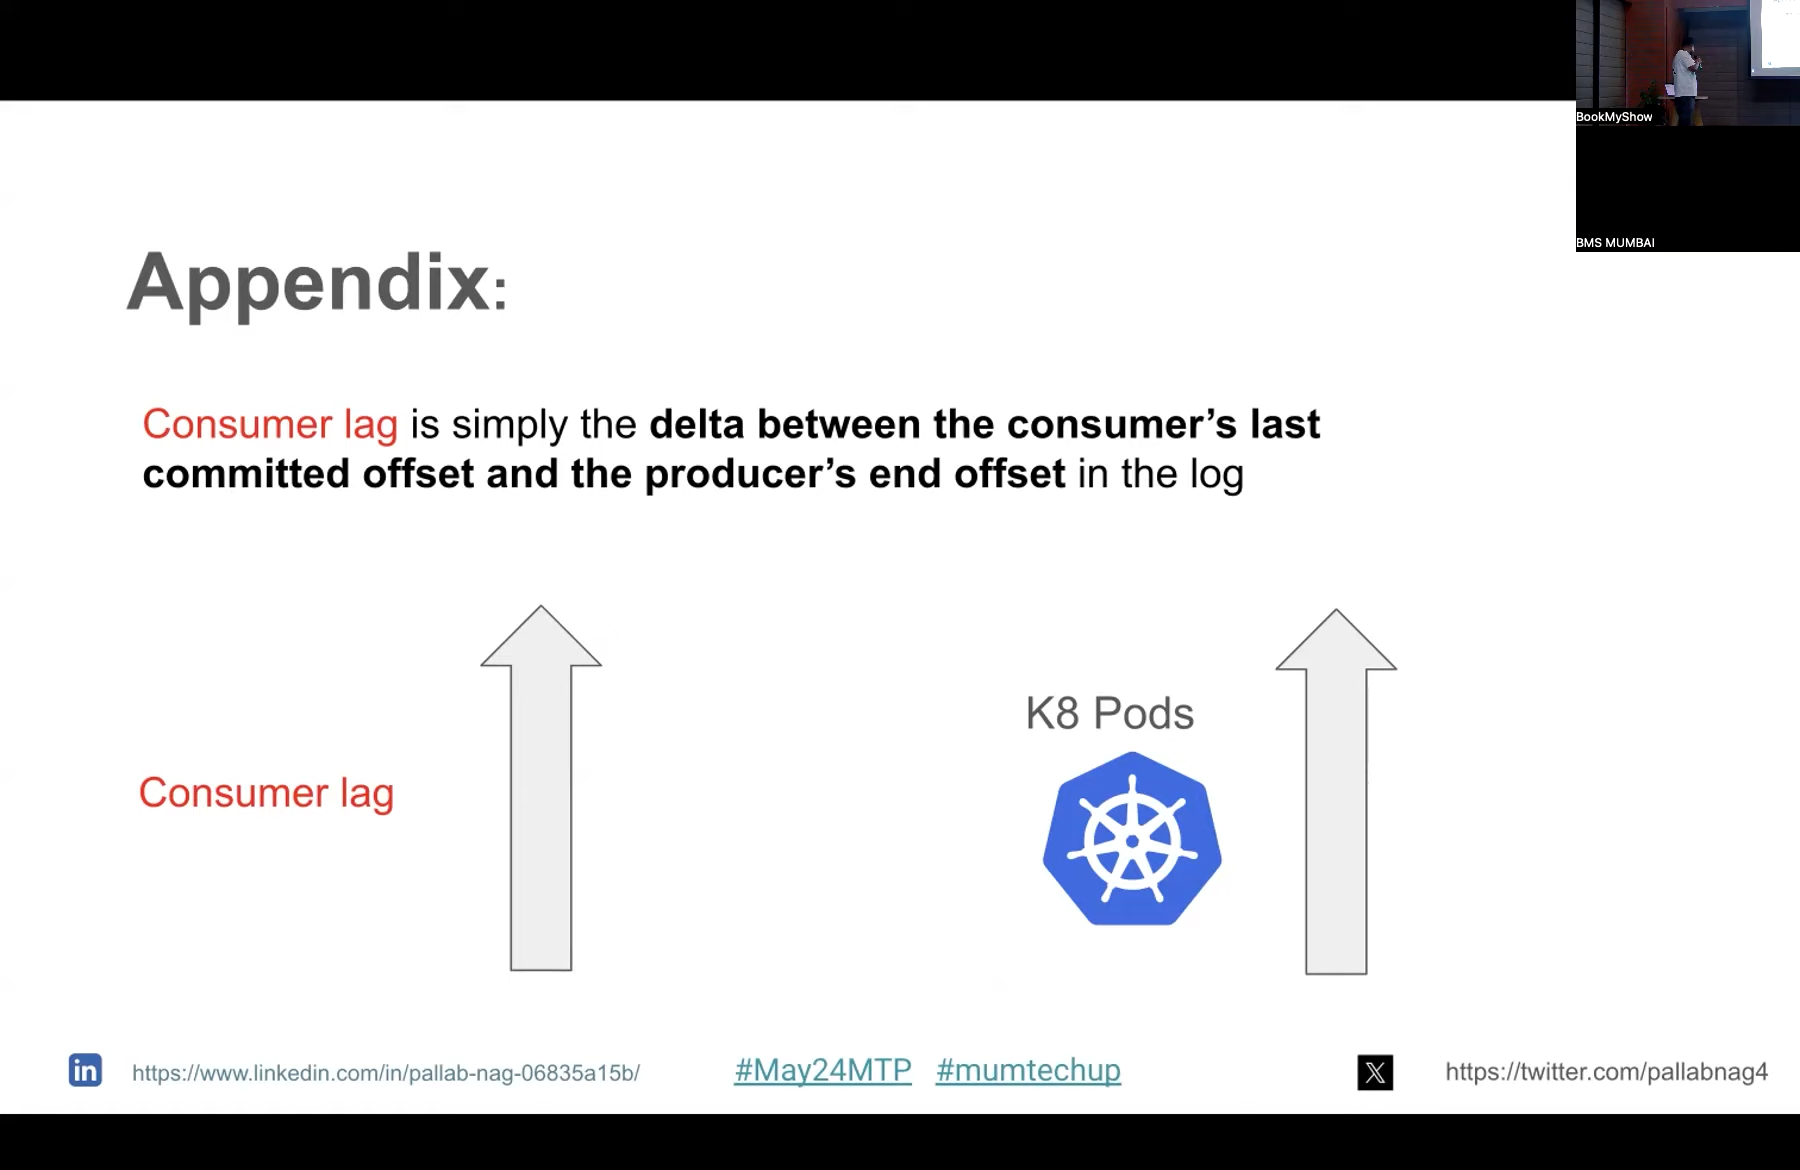 BookMyShow
BMS MUMBAI
Appendix:
Consumer lag is simply the delta between the consumer’s last
committed offset and the producer’s end offset in the log
K8 Pods
Consumer lag
in
https://www.linkedin.com/in/pallab-nag-06835a15b/
#May24MTP #mumtechup
X
https://twitter.com/pallabnag4